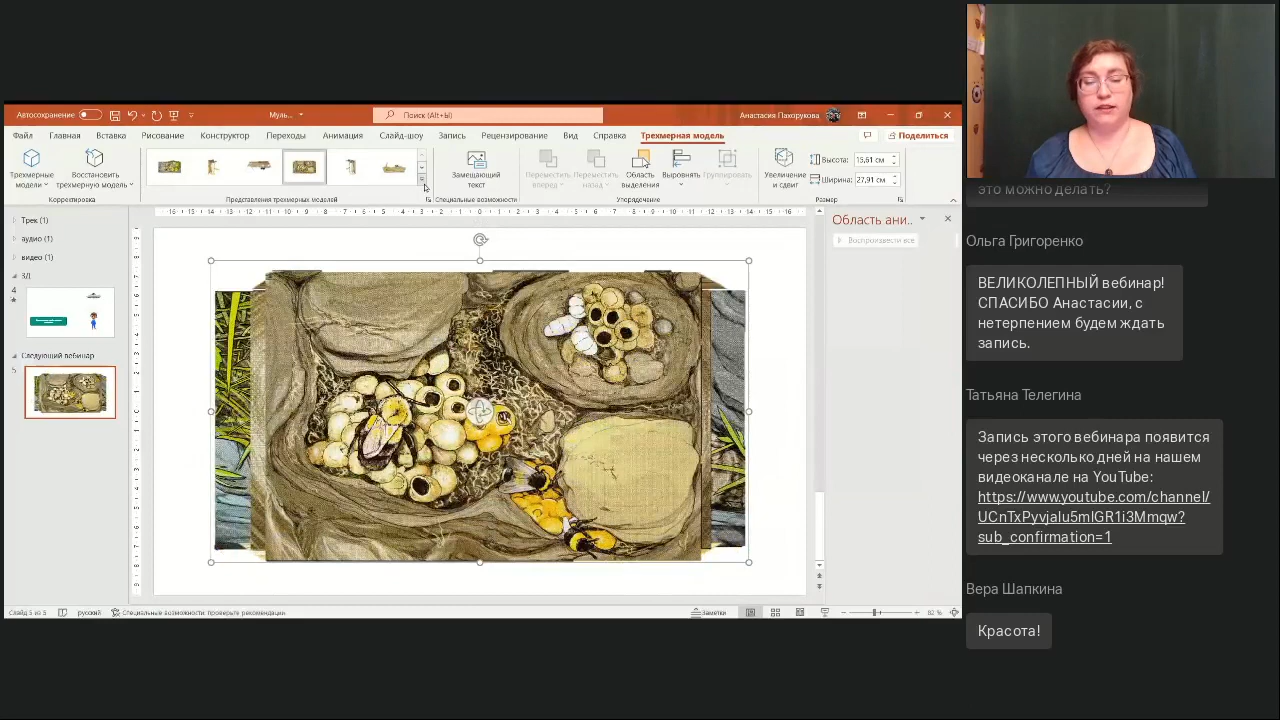 Автосохранение
Муль...
Поиск (Alt+Ы)
Анастасия Пахорукова
Файл Главная Вставка Рисование Конструктор Переходы Анимация Слайд-шоу Запись Рецензирование Вид Справка Трехмерная модель
Поделиться
Трехмерные модели
Восстановить трехмерную модель
Замещающий текст
Переместить вперед
Переместить назад
Область выделения
Выровнять
Группировать
Увеличение и сдвиг
Высота: 15,61 см
Ширина: 27,91 см
Корректировка
Представления трехмерных моделей
Специальные возможности
Упорядочение
Размер
Трек (1)
аудио (1)
видео (1)
3Д
4
Следующий вебинар
5
Область ани...
Воспроизвести все
Слайд 5 из 5
русский
Специальные возможности: проверьте рекомендации
Заметки
82 %
это можно делать?
Ольга Григоренко
ВЕЛИКОЛЕПНЫЙ вебинар!
СПАСИБО Анастасии, с
нетерпением будем ждать
запись.
Татьяна Телегина
Запись этого вебинара появится
через несколько дней на нашем
видеоканале на YouTube:
https://www.youtube.com/channel/
UCnTxPyvjalu5mlGR1i3Mmqw?
sub_confirmation=1
Вера Шапкина
Красота!